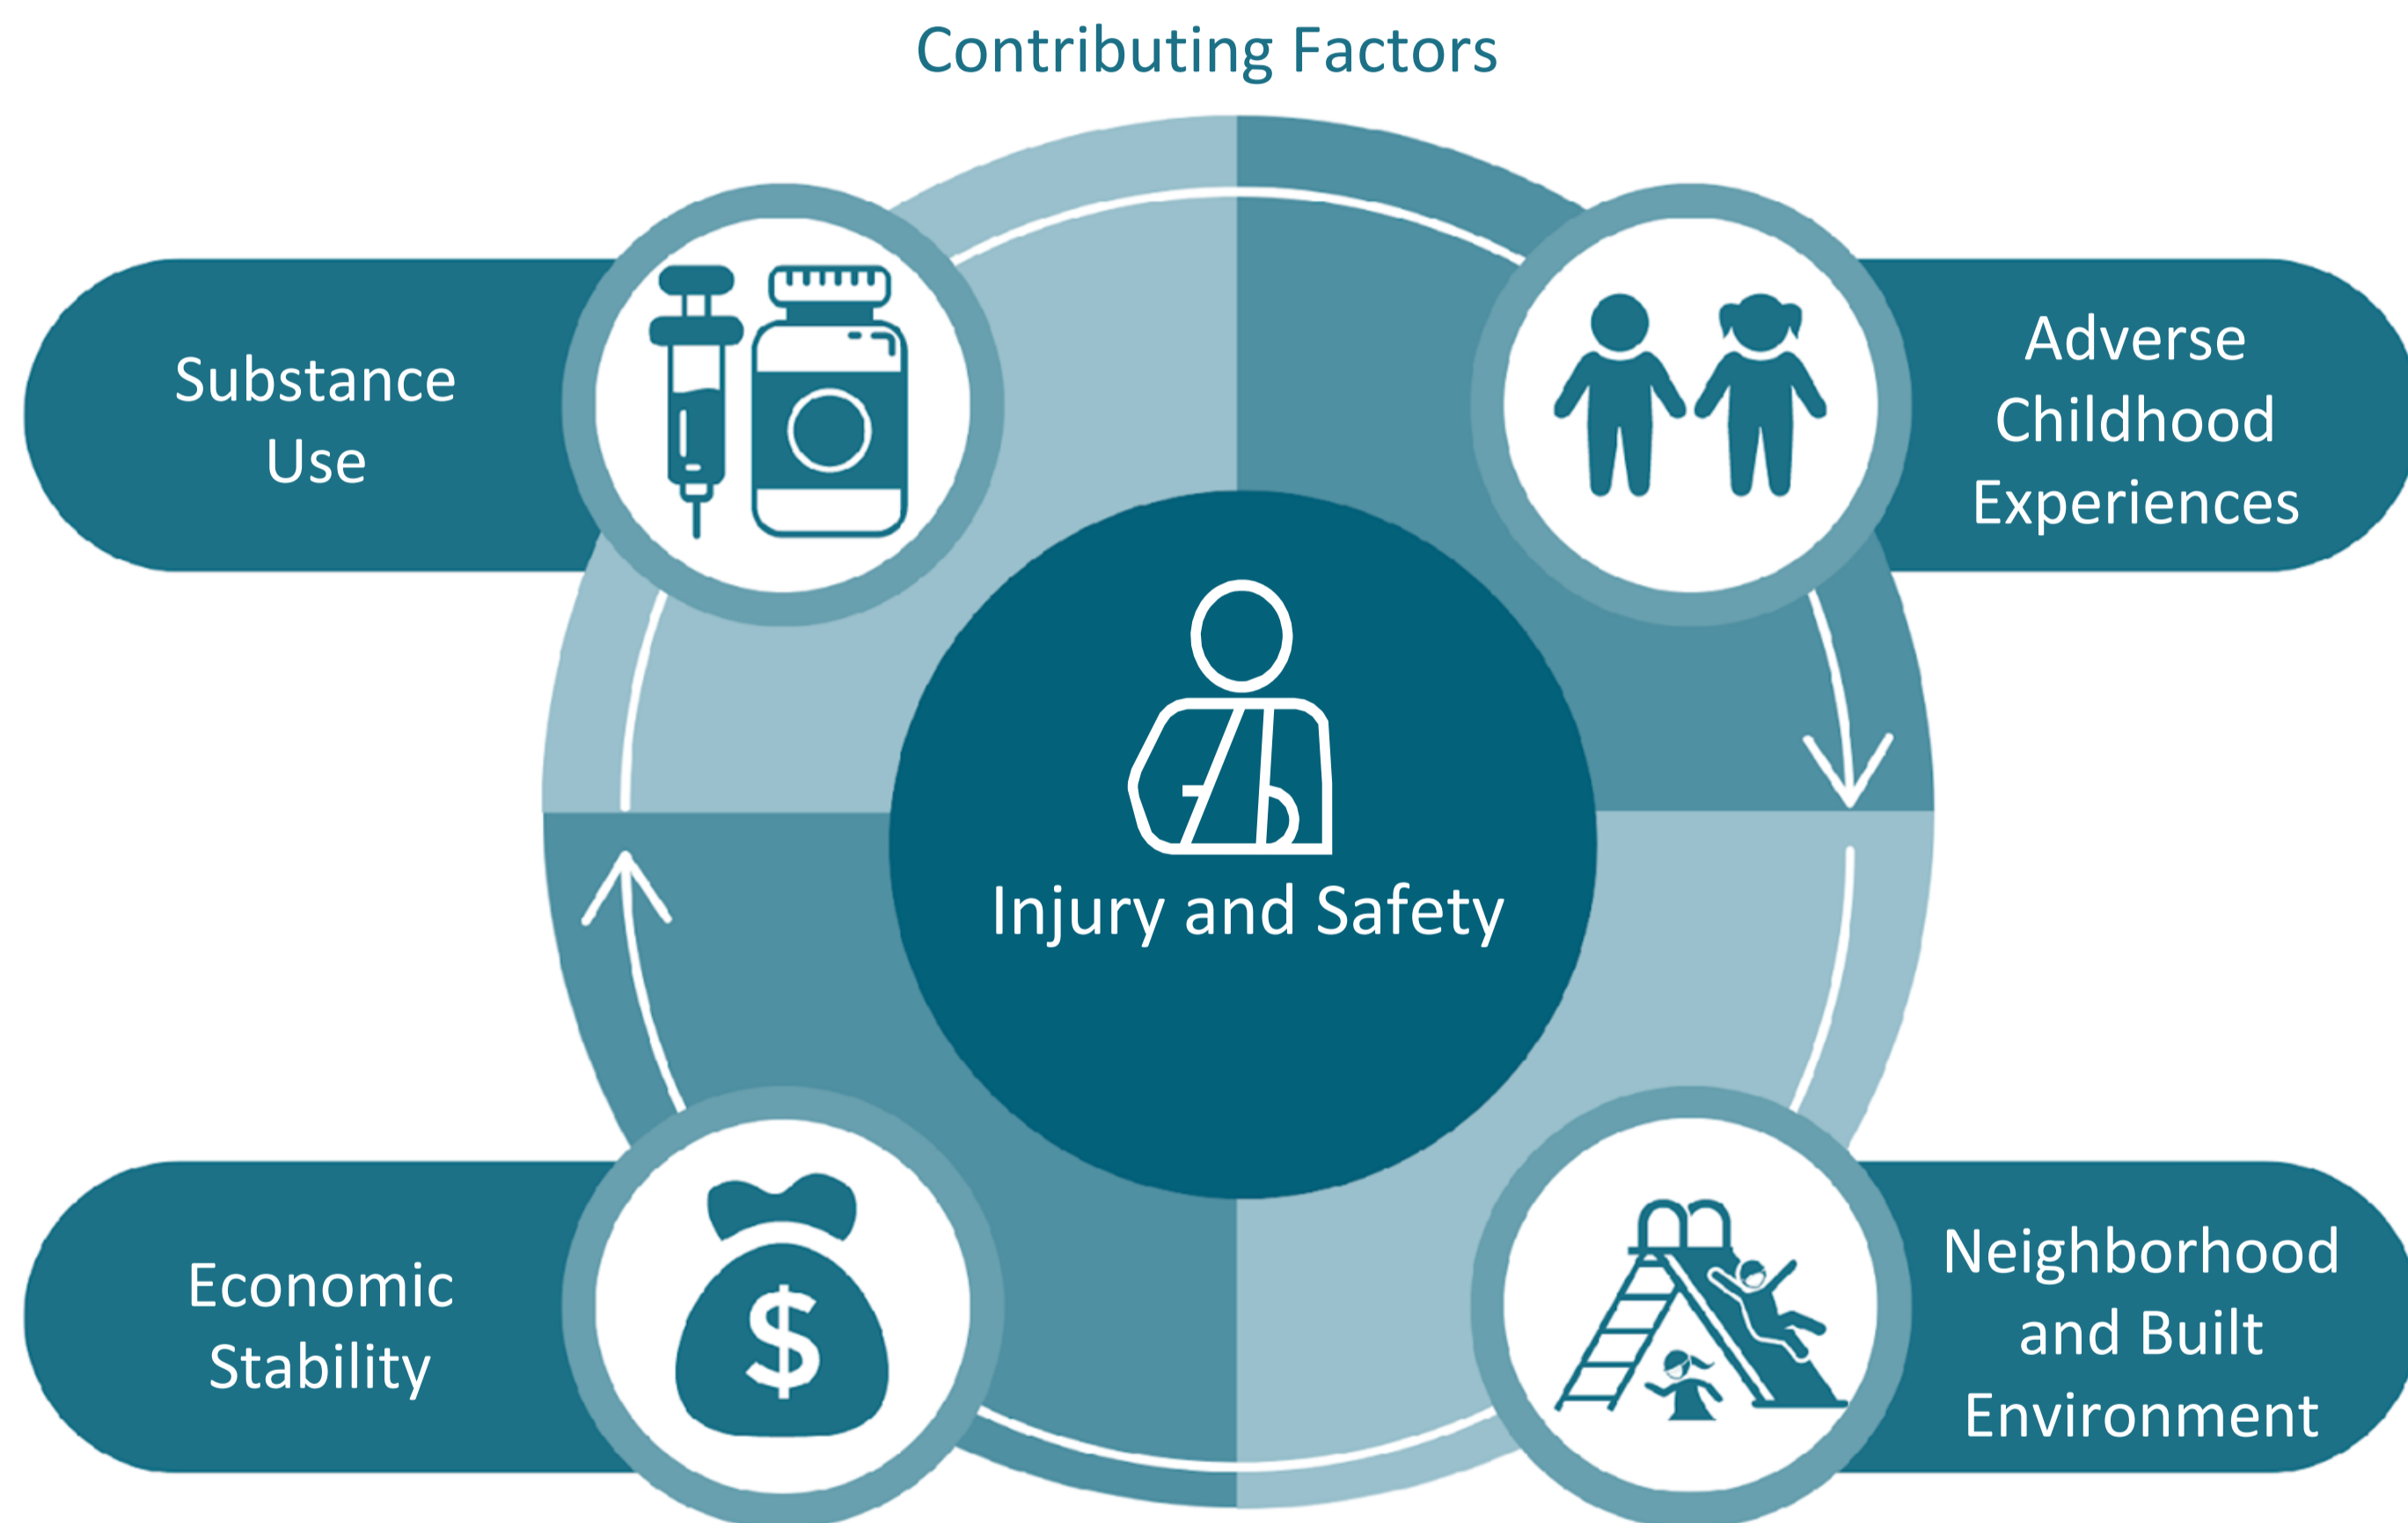 Contributing Factors
Substance
Use
Adverse
Childhood
Experiences
Injury and Safety
Economic
Stability
$
Neighborhood
and Built
Environment